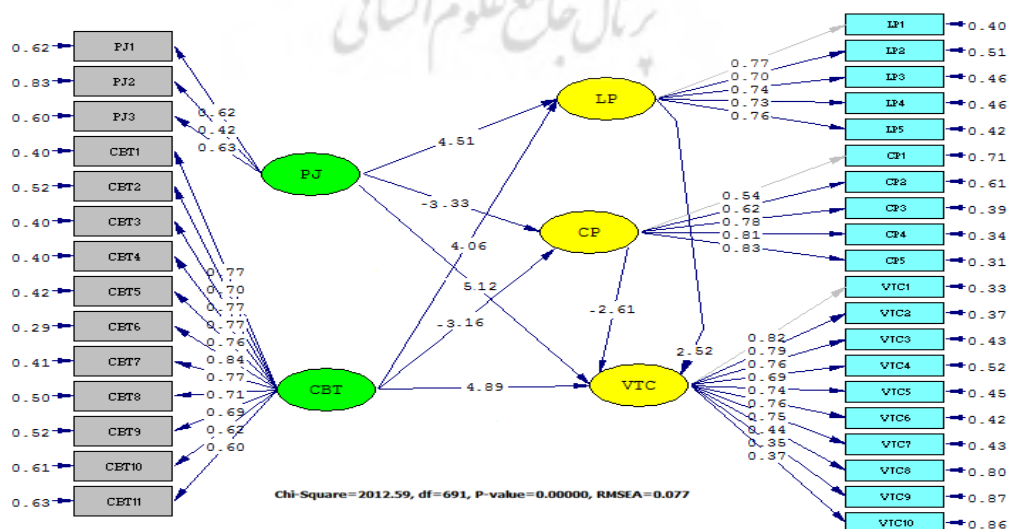 پرتال جامع علوم انسانی
0.62 PJ1
0.83 PJ2
0.60 PJ3
0.40 CBT1
0.52 CBT2
0.40 CBT3
0.40 CBT4
0.42 CBT5
0.29 CBT6
0.41 CBT7
0.50 CBT8
0.52 CBT9
0.61 CBT10
0.63 CBT11
0.62
0.42
0.63
0.77
0.70
0.77
0.77
0.76
0.84
0.77
0.71
0.69
0.62
0.60
PJ
CBT
4.51
-3.33
4.06
5.12
-3.16
4.89
-2.61
2.52
LP
CP
VTC
0.77
0.70
0.74
0.73
0.76
0.54
0.62
0.78
0.81
0.83
0.82
0.79
0.76
0.69
0.74
0.76
0.75
0.44
0.35
0.37
LP1 0.40
LP2 0.51
LP3 0.46
LP4 0.46
LP5 0.42
CP1 0.71
CP2 0.61
CP3 0.39
CP4 0.34
CP5 0.31
VTC1 0.33
VTC2 0.37
VTC3 0.43
VTC4 0.52
VTC5 0.45
VTC6 0.42
VTC7 0.43
VTC8 0.80
VTC9 0.87
VTC10 0.86
Chi-Square=2012.59, df=691, P-value=0.00000, RMSEA=0.077